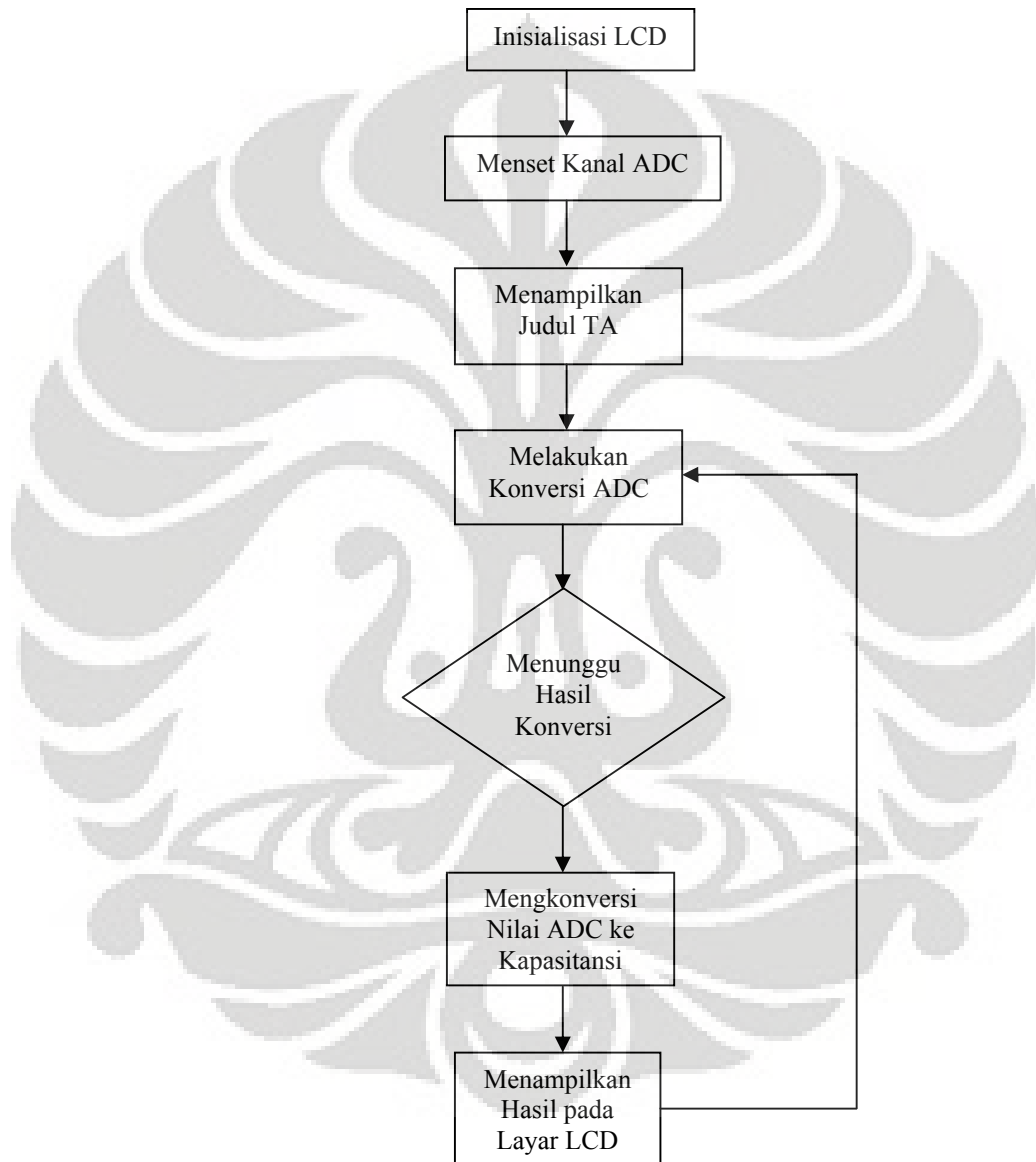 Inisialisasi LCD
Menset Kanal ADC
Menampilkan
Judul TA
Melakukan
Konversi ADC
Menunggu
Hasil
Konversi
Mengkonversi
Nilai ADC ke
Kapasitansi
Menampilkan
Hasil pada
Layar LCD